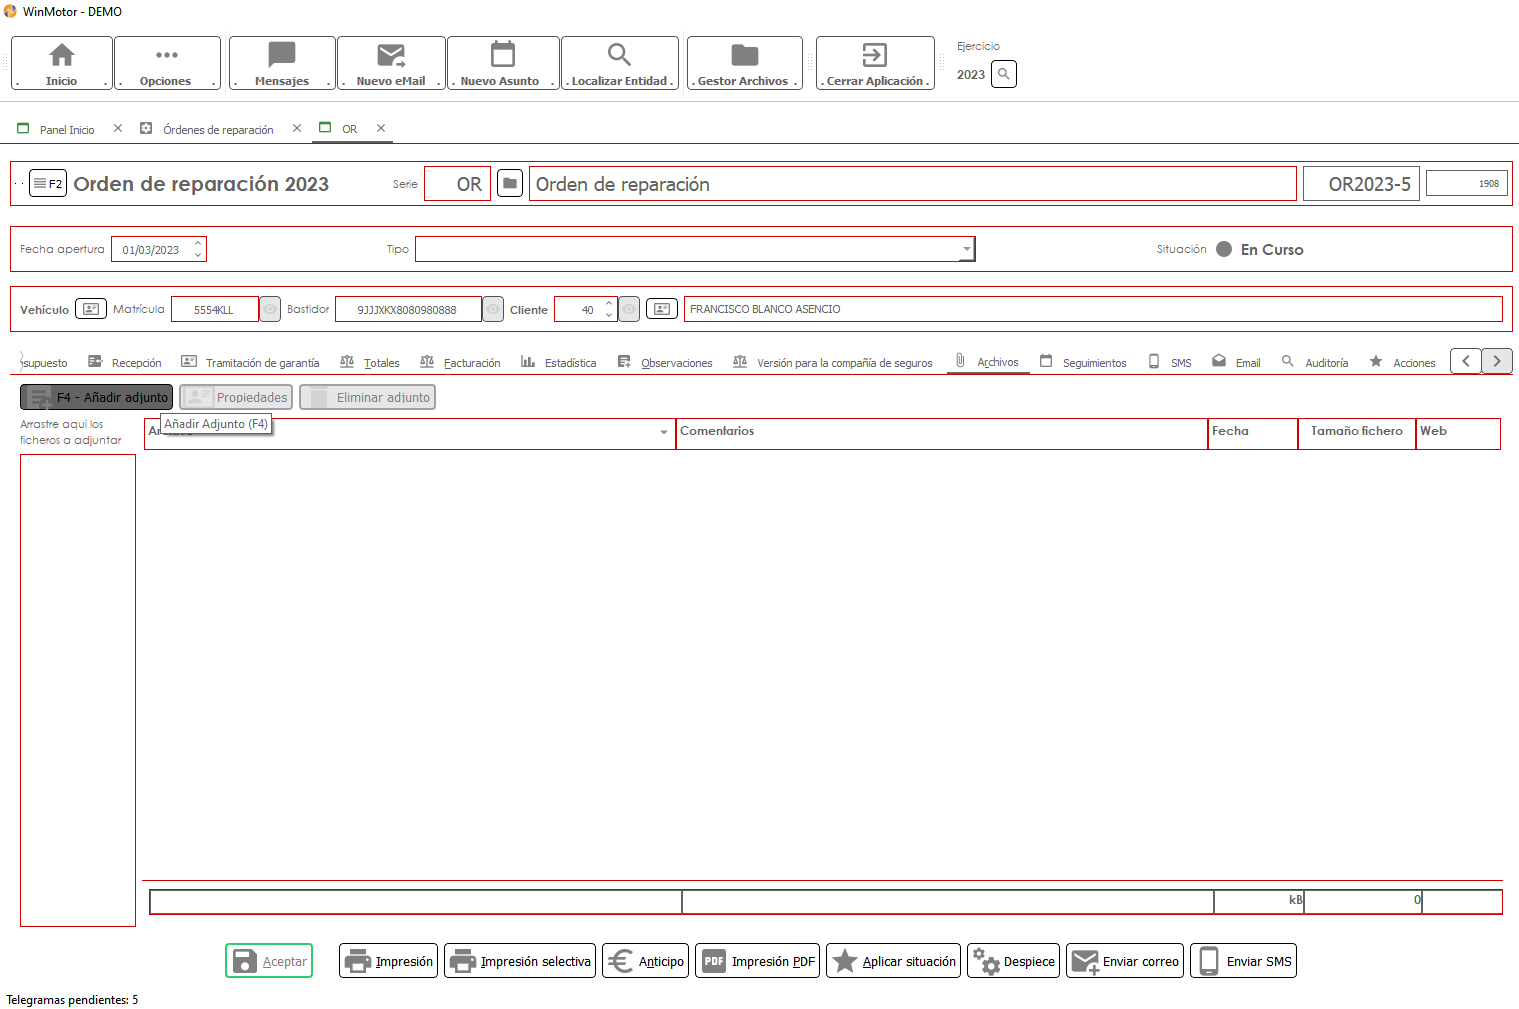 WinMotor - DEMO
Inicio
Opciones
Mensajes
Nuevo eMail
Nuevo Asunto
Localizar Entidad
Gestor Archivos
Cerrar Aplicación
Ejercicio
2023
Panel Inicio
Órdenes de reparación
OR
F2
Orden de reparación 2023
Serie
OR
Orden de reparación
OR2023-5
1908
Fecha apertura
01/03/2023
Tipo
Situación
En Curso
Vehículo
Matrícula
5554KLL
Bastidor
9JJJXKX8080980888
Cliente
40
FRANCISCO BLANCO ASENCIO
supuesto
Recepción
Tramitación de garantía
Totales
Facturación
Estadística
Observaciones
Versión para la compañía de seguros
Archivos
Seguimientos
SMS
Email
Auditoría
Acciones
F4 - Añadir adjunto
Propiedades
Eliminar adjunto
Añadir Adjunto (F4)
Arrastre aqui los
ficheros a adjuntar
Comentarios
Fecha
Tamaño fichero
Web
kB
0
Aceptar
Impresión
Impresión selectiva
Anticipo
PDF
Impresión PDF
Aplicar situación
Despiece
Enviar correo
Enviar SMS
Telegramas pendientes: 5